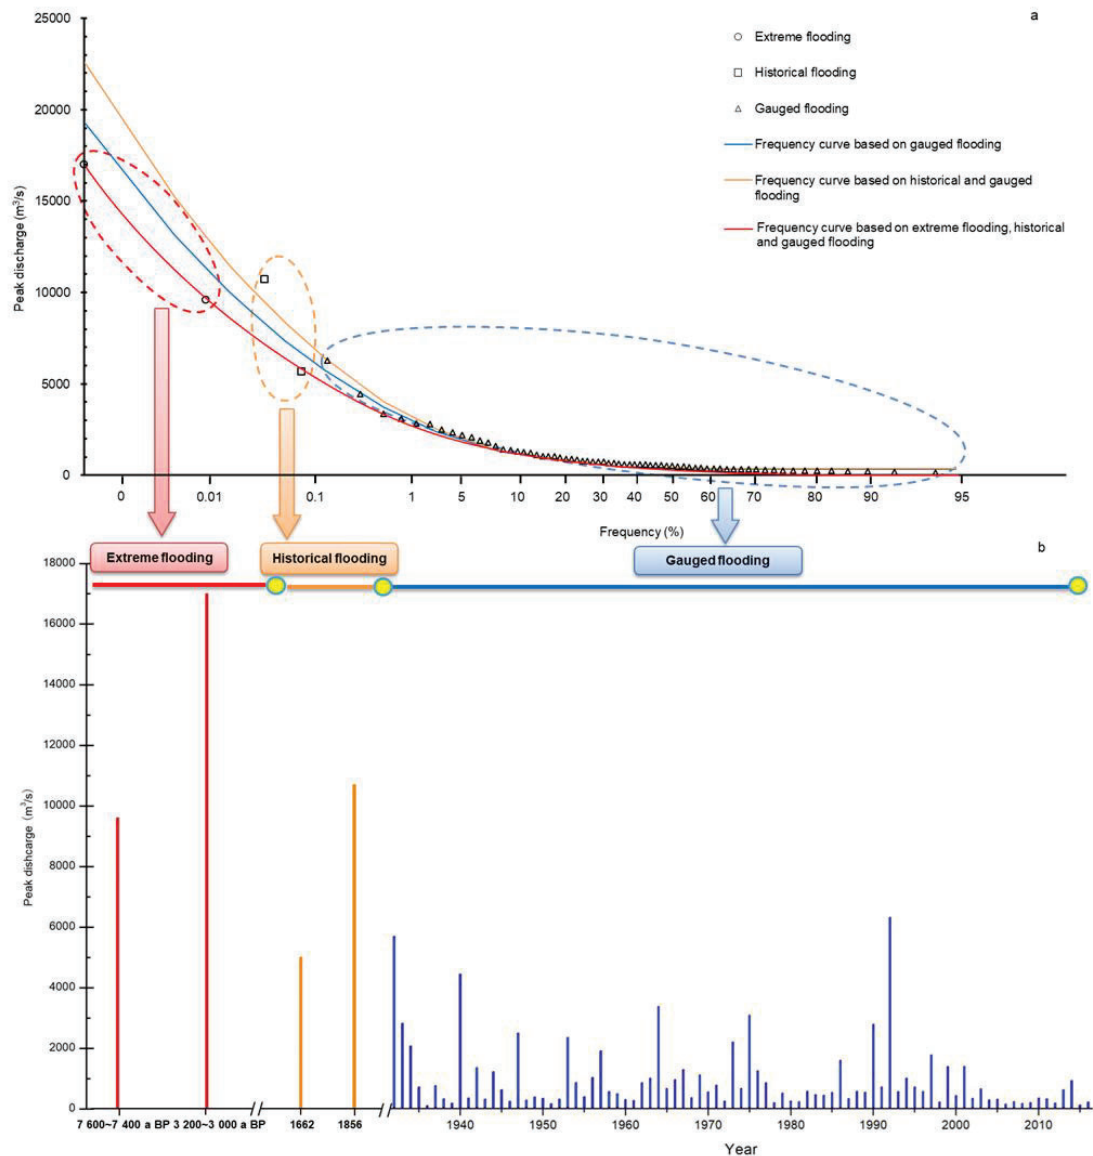 a
25000
20000
15000
10000
5000
0
Peak discharge (m³/s)
Extreme flooding
Historical flooding
Gauged flooding
Frequency curve based on gauged flooding
Frequency curve based on historical and gauged
flooding
Frequency curve based on extreme flooding, historical
and gauged flooding
0 0.01 0.1 1 5 10 20 30 40 50 60 70 80 90 95
Frequency (%)
Extreme flooding
Historical flooding
Gauged flooding
b
18000
16000
14000
12000
10000
8000
6000
4000
2000
0
Peak dishcarge (m³/s)
7 600~7 400 a BP 3 200~3 000 a BP 1662 1856 1940 1950 1960 1970 1980 1990 2000 2010
Year